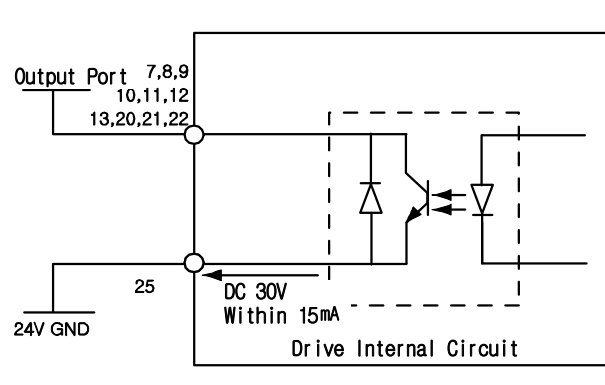 Output Port 7,8,9
10,11,12
13,20,21,22
25
DC 30V
Within 15mA
24V GND
Drive Internal Circuit